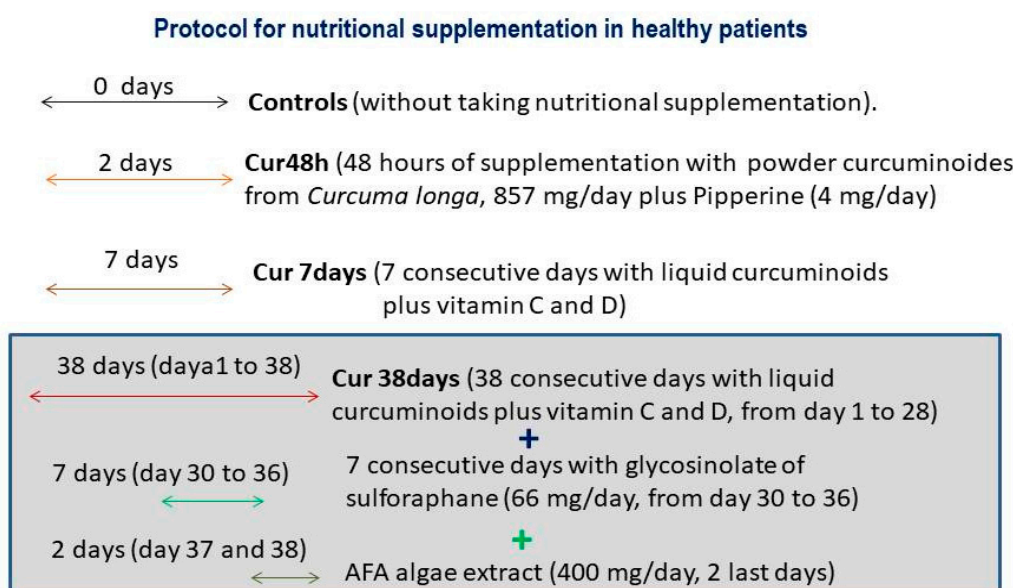 Protocol for nutritional supplementation in healthy patients
0 days
Controls (without taking nutritional supplementation).
2 days
Cur48h (48 hours of supplementation with powder curcuminoides
from Curcuma longa, 857 mg/day plus Pipperine (4 mg/day)
7 days
Cur 7days (7 consecutive days with liquid curcuminoids
plus vitamin C and D)
38 days (daya1 to 38)
Cur 38days (38 consecutive days with liquid
curcuminoids plus vitamin C and D, from day 1 to 28)
+
7 days (day 30 to 36)
7 consecutive days with glycosinolate of
sulforaphane (66 mg/day, from day 30 to 36)
+
2 days (day 37 and 38)
AFA algae extract (400 mg/day, 2 last days)